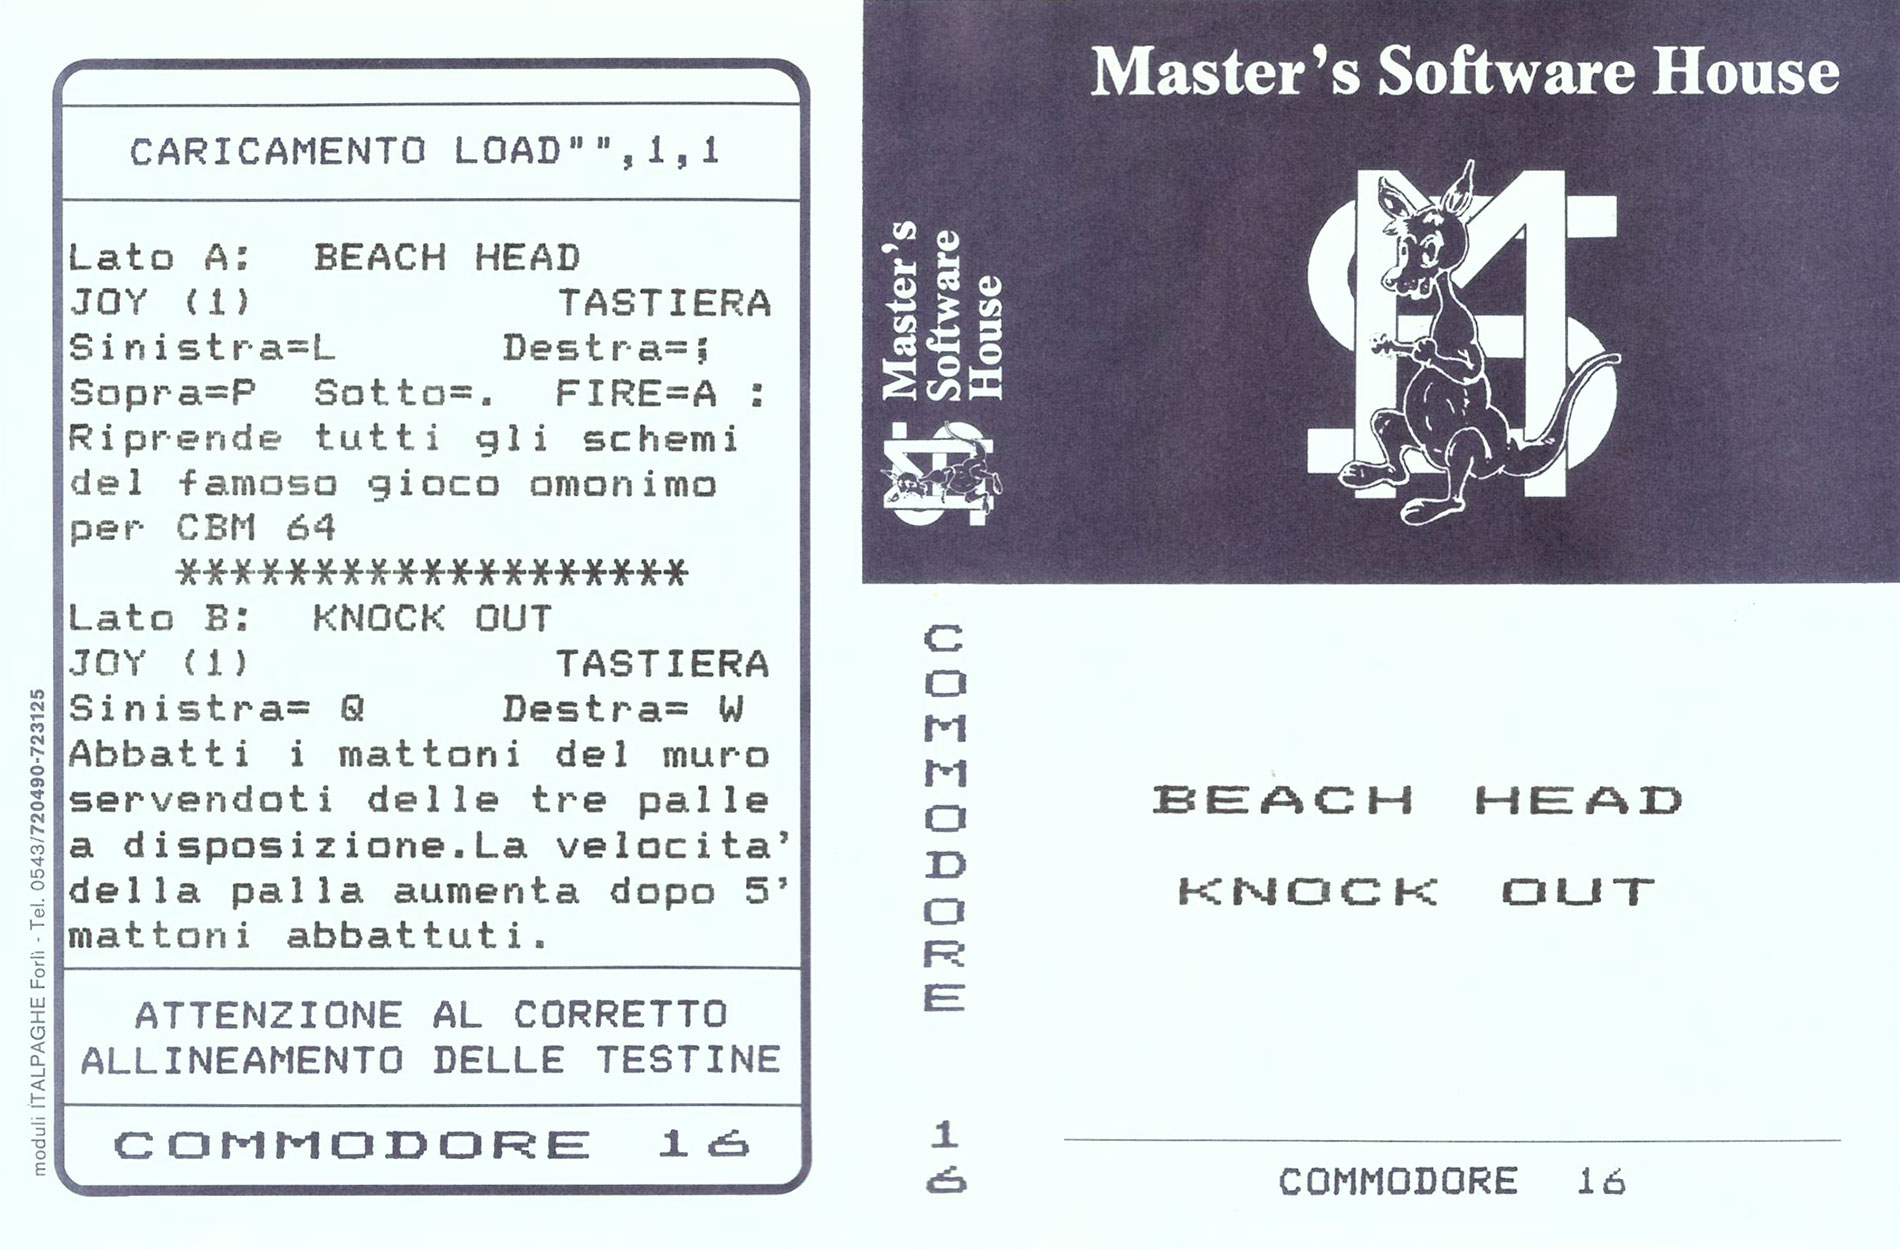 CARICAMENTO LOAD"",1,1
Lato A: BEACH HEAD
JOY (1) TASTIERA
Sinistra=L Destra=;
Sopra=P Sotto=. FIRE=A :
Riprende tutti gli schemi
del famoso gioco omonimo
per CBM 64
*******************
Lato B: KNOCK OUT
JOY (1) TASTIERA
Sinistra= Q Destra= W
Abbatti i mattoni del muro
servendoti delle tre palle
a disposizione.La velocita'
della palla aumenta dopo 5'
mattoni abbattuti.
ATTENZIONE AL CORRETTO
ALLINEAMENTO DELLE TESTINE
COMMODORE 16
moduli ITALPAGHE Forlì - Tel. 0543/720490-723125
Master's
Software
House
COMMODORE 16
Master's Software House
MS
BEACH HEAD
KNOCK OUT
COMMODORE 16